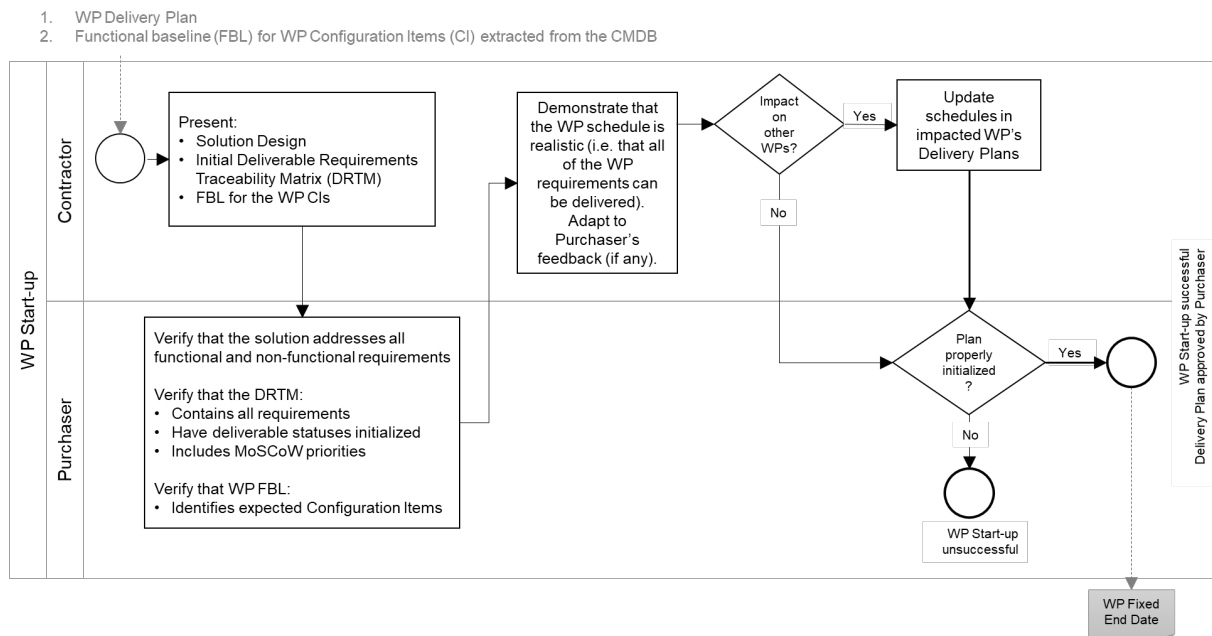 1. WP Delivery Plan
2. Functional baseline (FBL) for WP Configuration Items (CI) extracted from the CMDB
WP Start-up
Contractor
Present:
• Solution Design
• Initial Deliverable Requirements
Traceability Matrix (DRTM)
• FBL for the WP CIs
Demonstrate that
the WP schedule is
realistic (i.e. that all
of the WP
requirements can
be delivered).
Adapt to
Purchaser's
feedback (if any).
Impact
on
other
WPs?
Yes
No
Update
schedules in
impacted WP's
Delivery Plans
Purchaser
Verify that the solution addresses all
functional and non-functional requirements
Verify that the DRTM:
• Contains all requirements
• Have deliverable statuses initialized
• Includes MoSCoW priorities
Verify that WP FBL:
• Identifies expected Configuration Items
Plan
properly
initialized
?
Yes
No
WP Start-up
unsuccessful
WP Start-up successful
Delivery Plan approved by Purchaser
WP Fixed
End Date